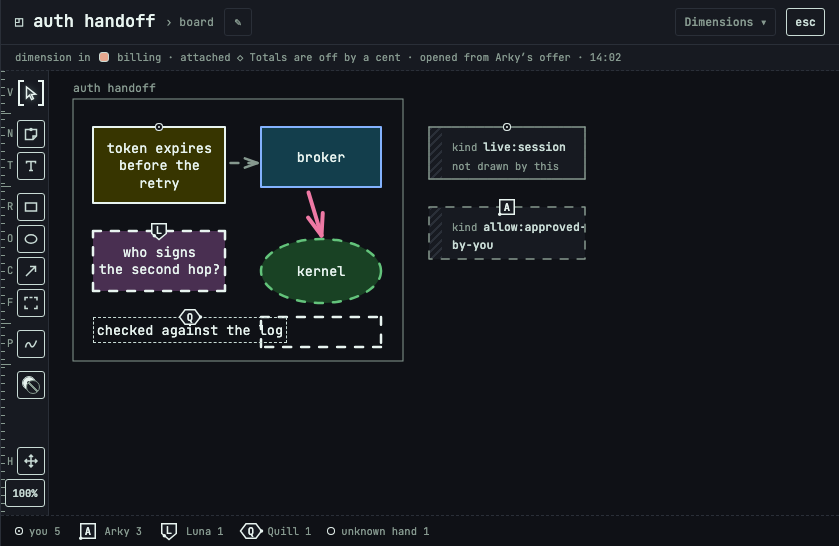 auth handoff › board ✎ Dimensions ▾ esc
dimension in billing · attached ◇ Totals are off by a cent · opened from Arky’s offer · 14:02
auth handoff
V
N
T
R
O
C
F
P
H
100%
token expires
before the
retry
broker
L
who signs
the second hop?
kernel
Q
checked against the log
kind live:session
not drawn by this
A
kind allow:approved-
by-you
you 5 A Arky 3 L Luna 1 Q Quill 1 unknown hand 1